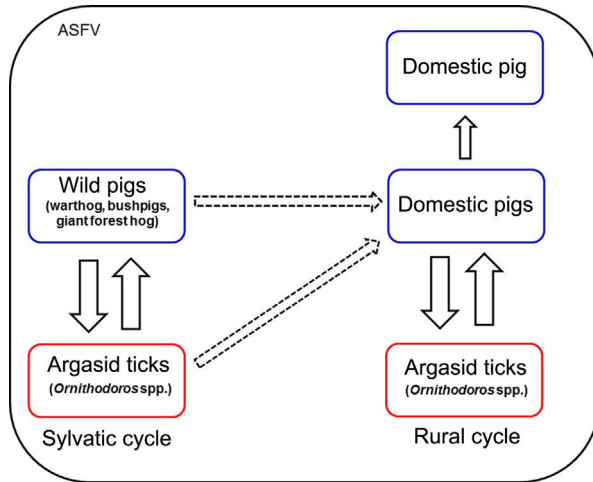 ASFV
Domestic pig
Wild pigs
(warthog, bushpigs,
giant forest hog)
Domestic pigs
Argasid ticks
(Ornithodoros spp.)
Argasid ticks
(Ornithodoros spp.)
Sylvatic cycle
Rural cycle